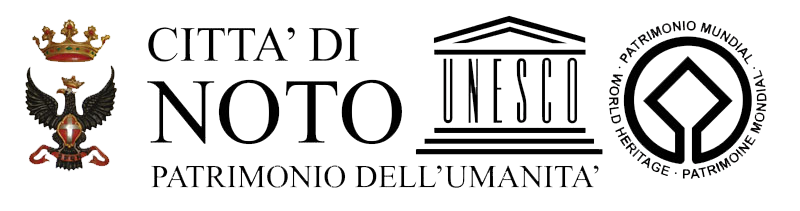 CITTA' DI
NOTO
PATRIMONIO DELL'UMANITA'
UNESCO
· PATRIMONIO MUNDIAL · WORLD HERITAGE · PATRIMOINE MONDIAL